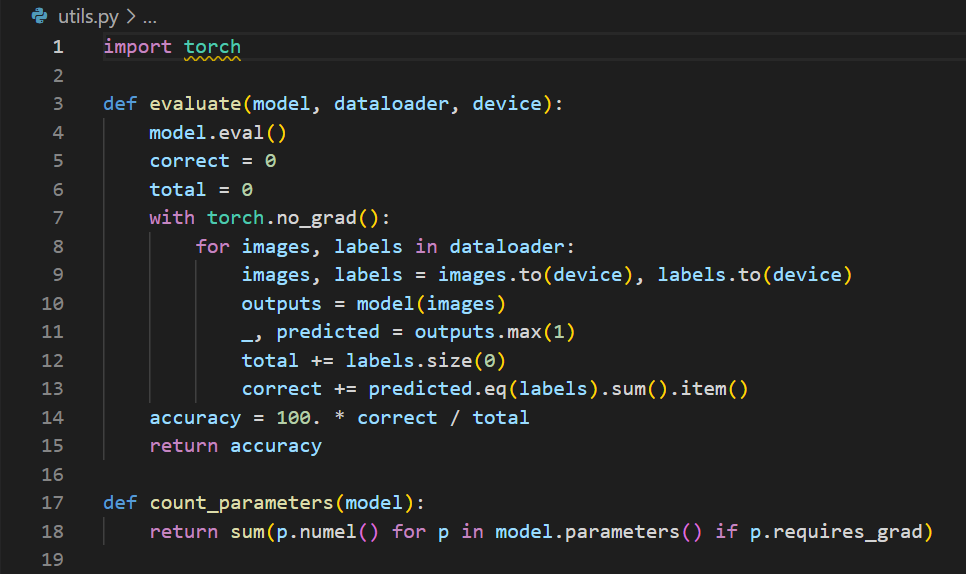 utils.py > ...
1 import torch
2
3 def evaluate(model, dataloader, device):
4     model.eval()
5     correct = 0
6     total = 0
7     with torch.no_grad():
8         for images, labels in dataloader:
9             images, labels = images.to(device), labels.to(device)
10             outputs = model(images)
11             _, predicted = outputs.max(1)
12             total += labels.size(0)
13             correct += predicted.eq(labels).sum().item()
14     accuracy = 100. * correct / total
15     return accuracy
16
17 def count_parameters(model):
18     return sum(p.numel() for p in model.parameters() if p.requires_grad)
19